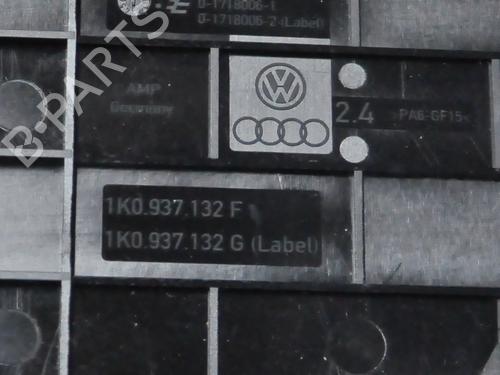 0-1718006-1
0-1718006-2 (Label)
AMP
Germany
2.4
>PA6-GF15<
1K0.937.132 F
1K0.937.132 G (Label)
B-PARTS